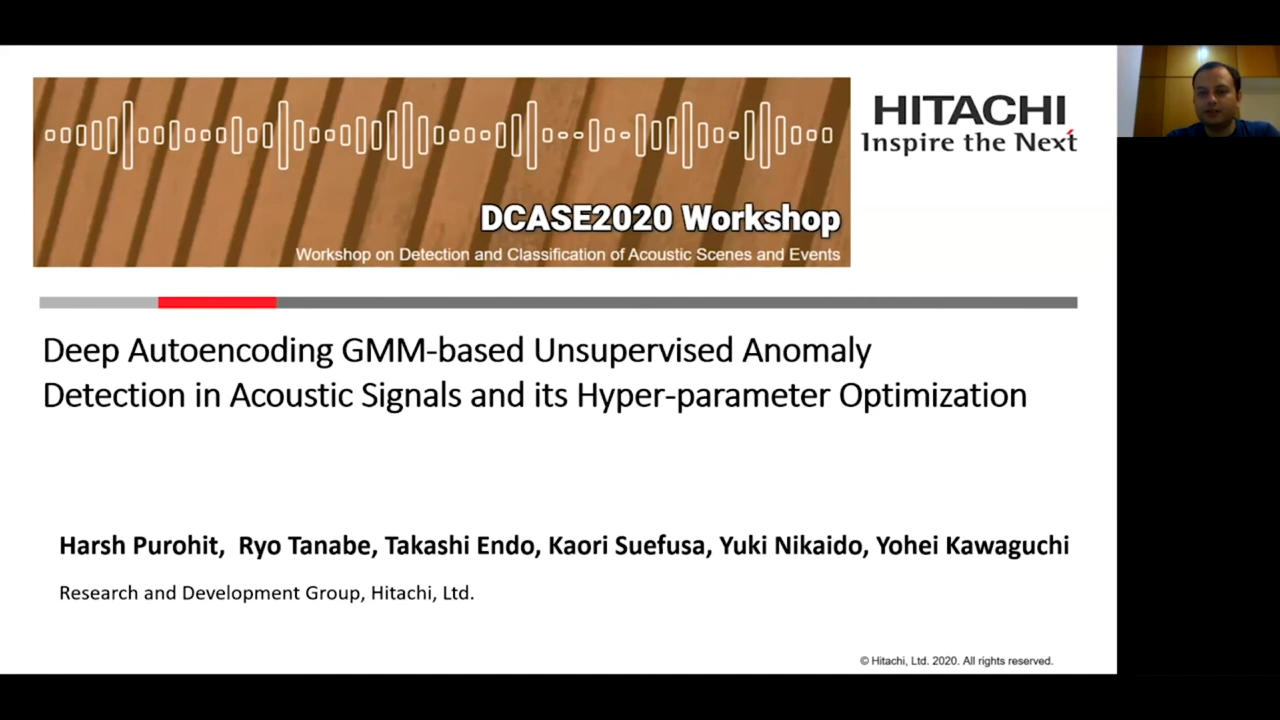 HITACHI
Inspire the Next
DCASE2020 Workshop
Workshop on Detection and Classification of Acoustic Scenes and Events
Deep Autoencoding GMM-based Unsupervised Anomaly
Detection in Acoustic Signals and its Hyper-parameter Optimization
Harsh Purohit, Ryo Tanabe, Takashi Endo, Kaori Suefusa, Yuki Nikaido, Yohei Kawaguchi
Research and Development Group, Hitachi, Ltd.
© Hitachi, Ltd. 2020. All rights reserved.